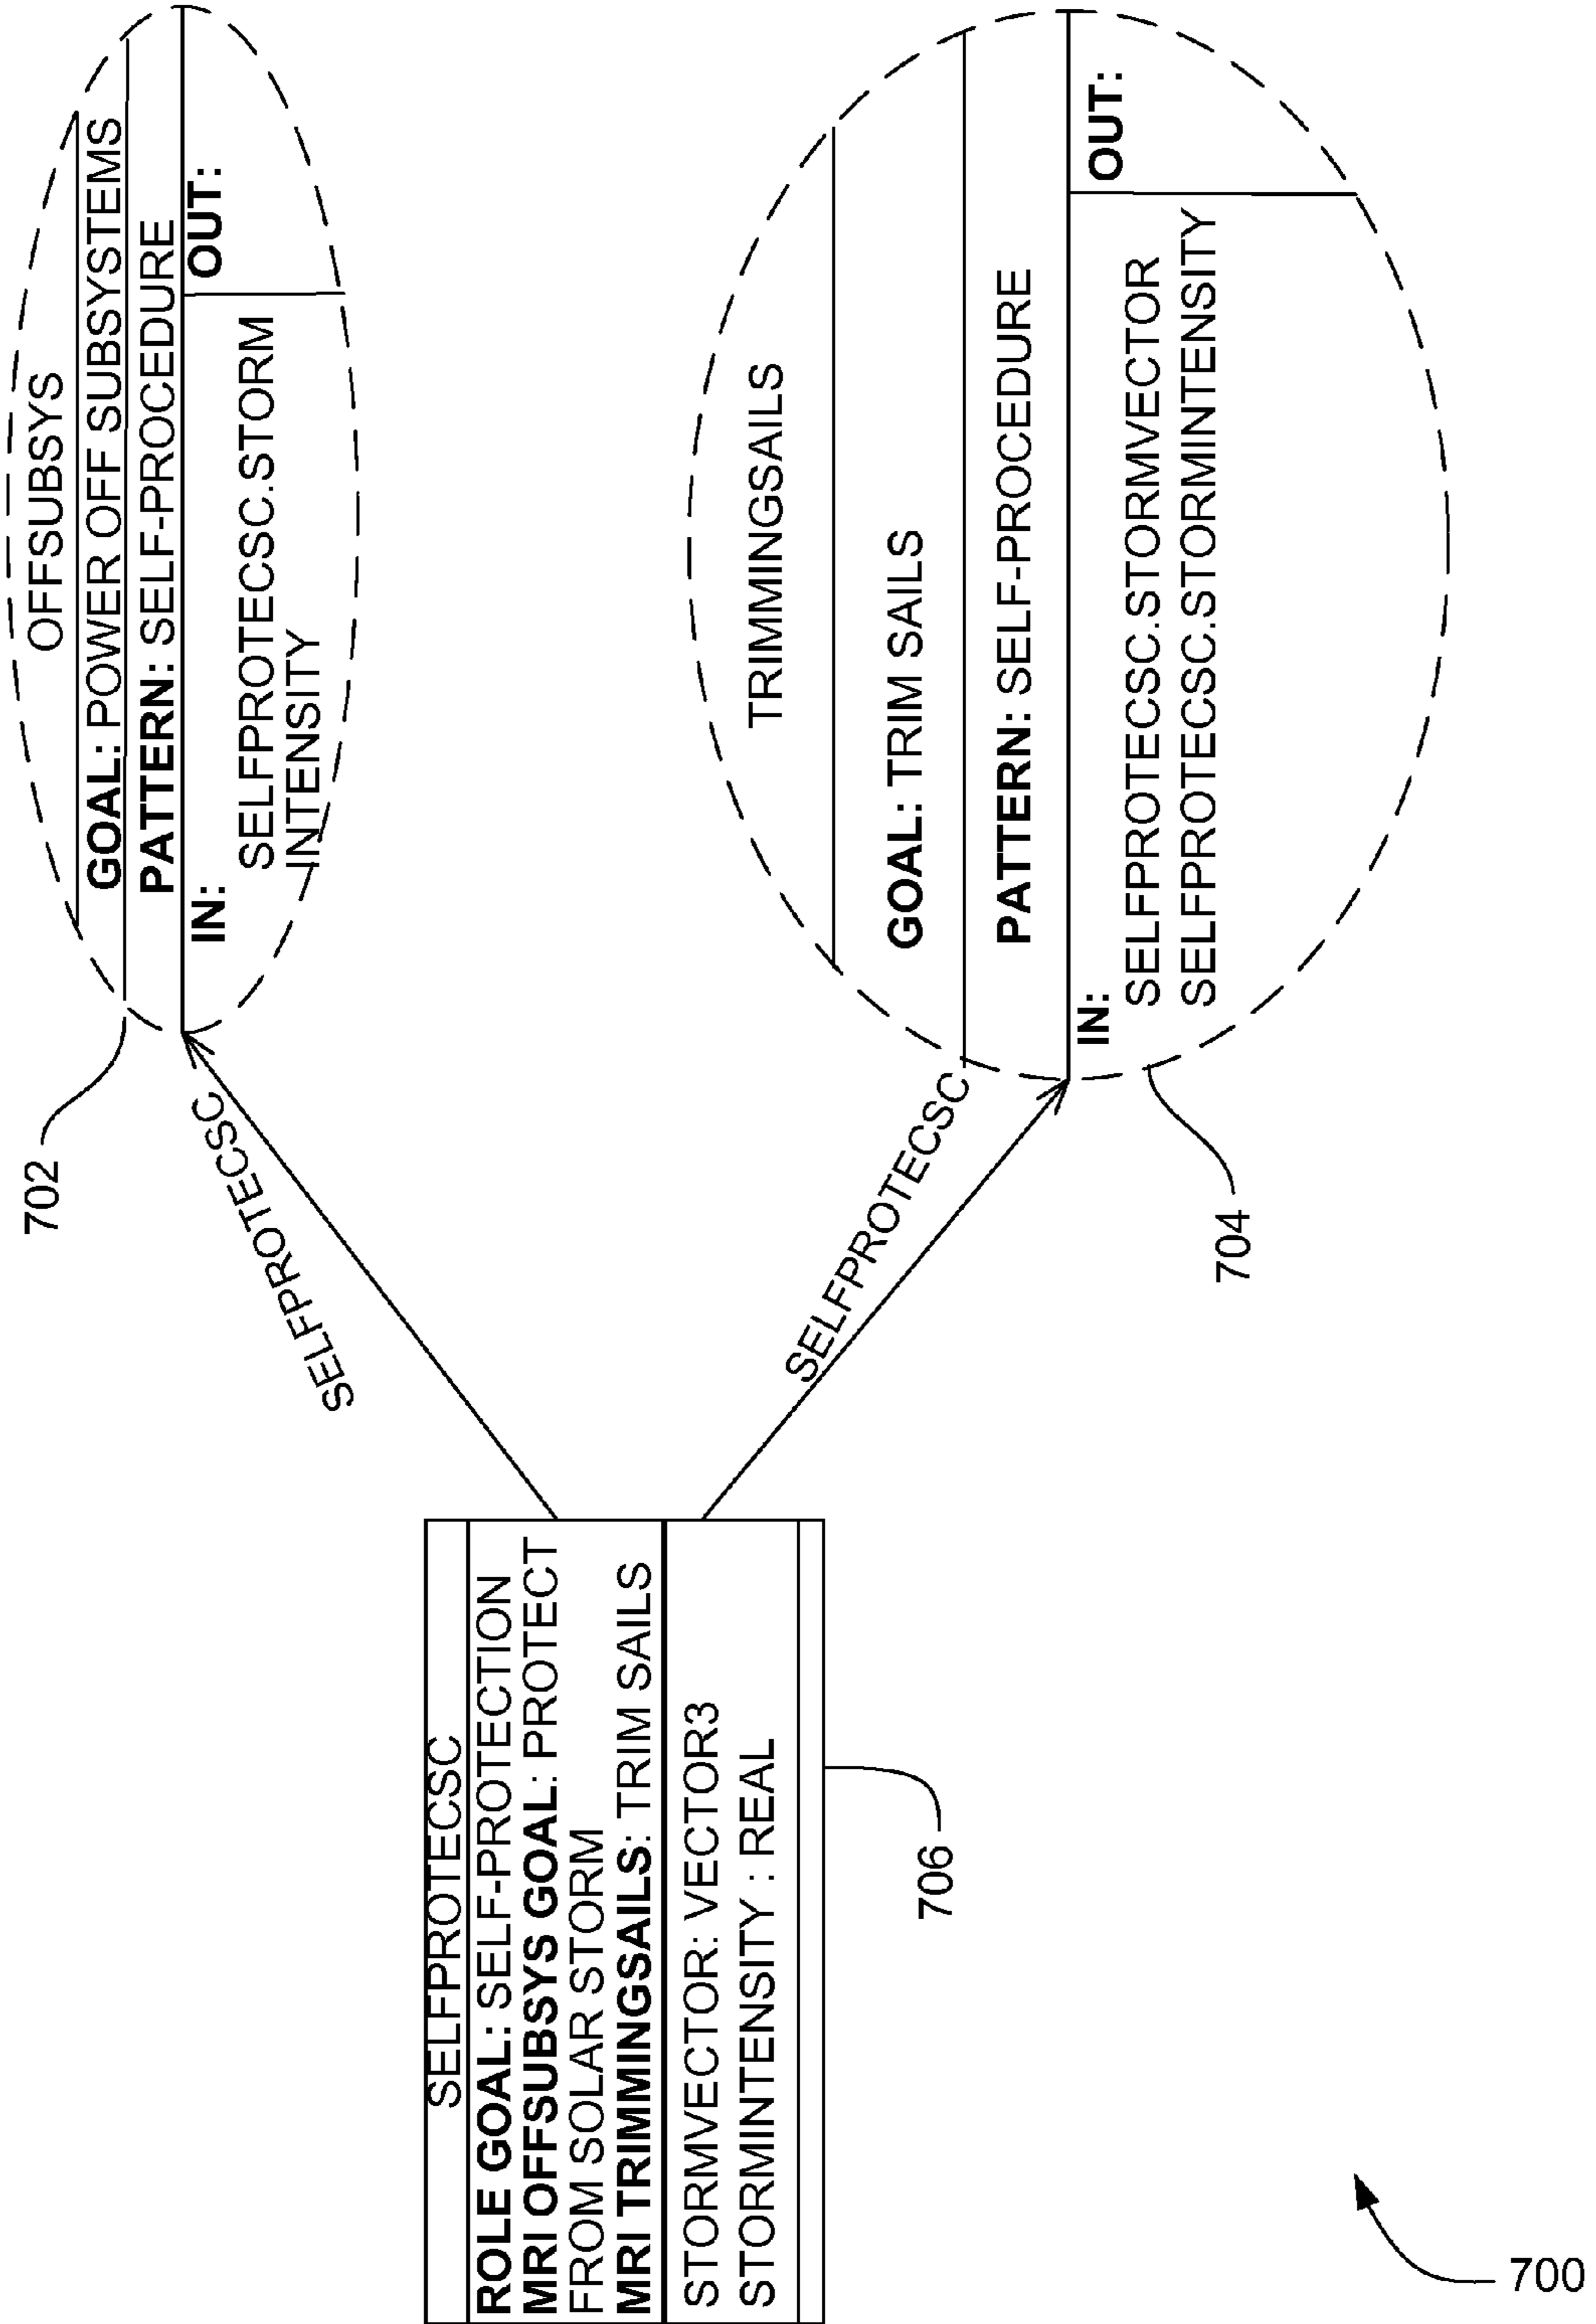 OFFSUBSYS
GOAL: POWER OFF SUBSYSTEMS
PATTERN: SELF-PROCEDURE
IN:
OUT:
SELFPROTECSC.STORM
INTENSITY
702
SELFPROTECSC
SELFPROTECSC
ROLE GOAL: SELF-PROTECTION
MRI OFFSUBSYS GOAL: PROTECT
FROM SOLAR STORM
MRI TRIMMINGSAILS: TRIM SAILS
STORMVECTOR: VECTOR3
STORMINTENSITY : REAL
706
SELFPROTECSC
TRIMMINGSAILS
GOAL: TRIM SAILS
PATTERN: SELF-PROCEDURE
IN:
OUT:
SELFPROTECSC.STORMVECTOR
SELFPROTECSC.STORMINTENSITY
704
700